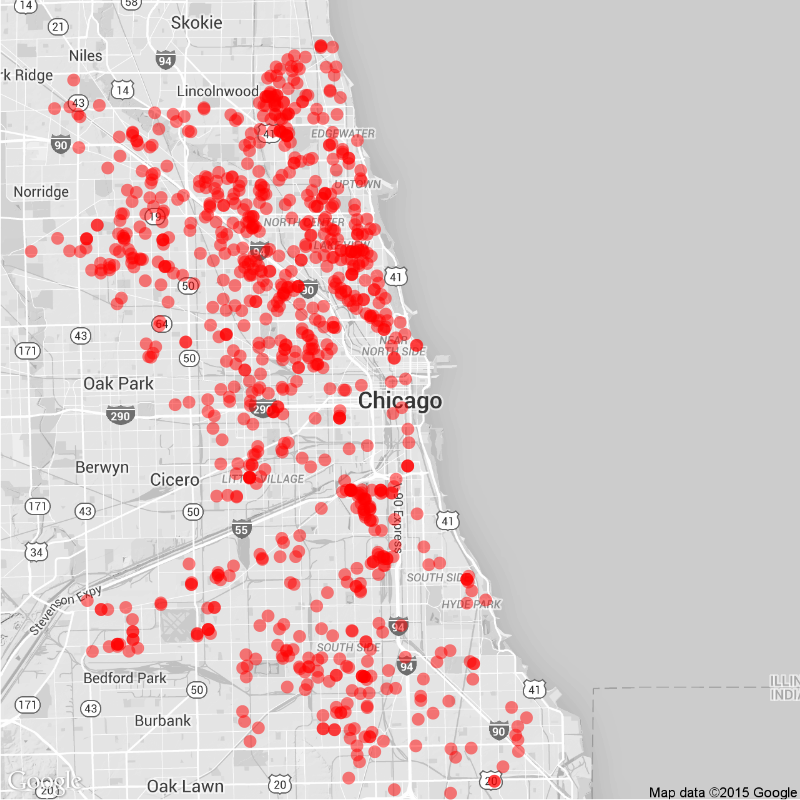 14
58
21
Skokie
Niles
94
rk Ridge
14
Lincolnwood
43
41
EDGEWATER
90
UPTOWN
Norridge
19
NORTH CENTER
LAKE VIEW
94
41
50
90
64
43
NEAR
NORTH SIDE
171
50
Oak Park
290
290
Chicago
Berwyn
Cicero
LITTLE VILLAGE
171
43
50
90 Express
41
55
34
SOUTH SIDE
Stevenson Expy
HYDE PARK
94
SOUTH SIDE
94
Bedford Park
ILLIN
INDIA
50
41
171
43
Burbank
90
Google
20
Oak Lawn
20
20
Map data ©2015 Google